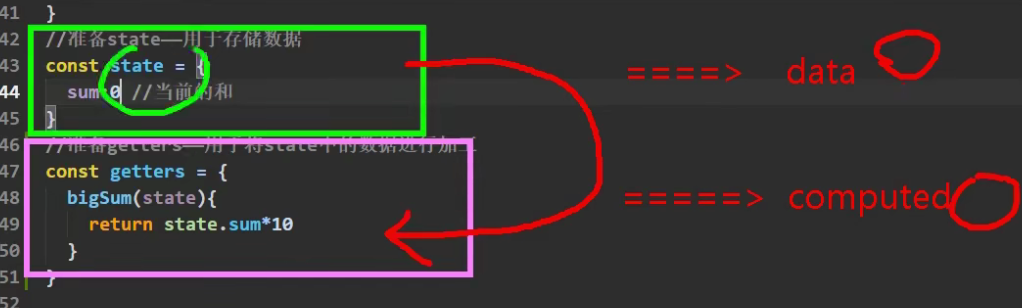 41 }
42 //准备state——用于存储数据
43 const state = {
====> data
44 sum:0 //当前的和
45 }
46 //准备getters——用于将state中的数据进行加工
47 const getters = {
48 bigSum(state){
=====> computed
49 return state.sum*10
50 }
51 }
52